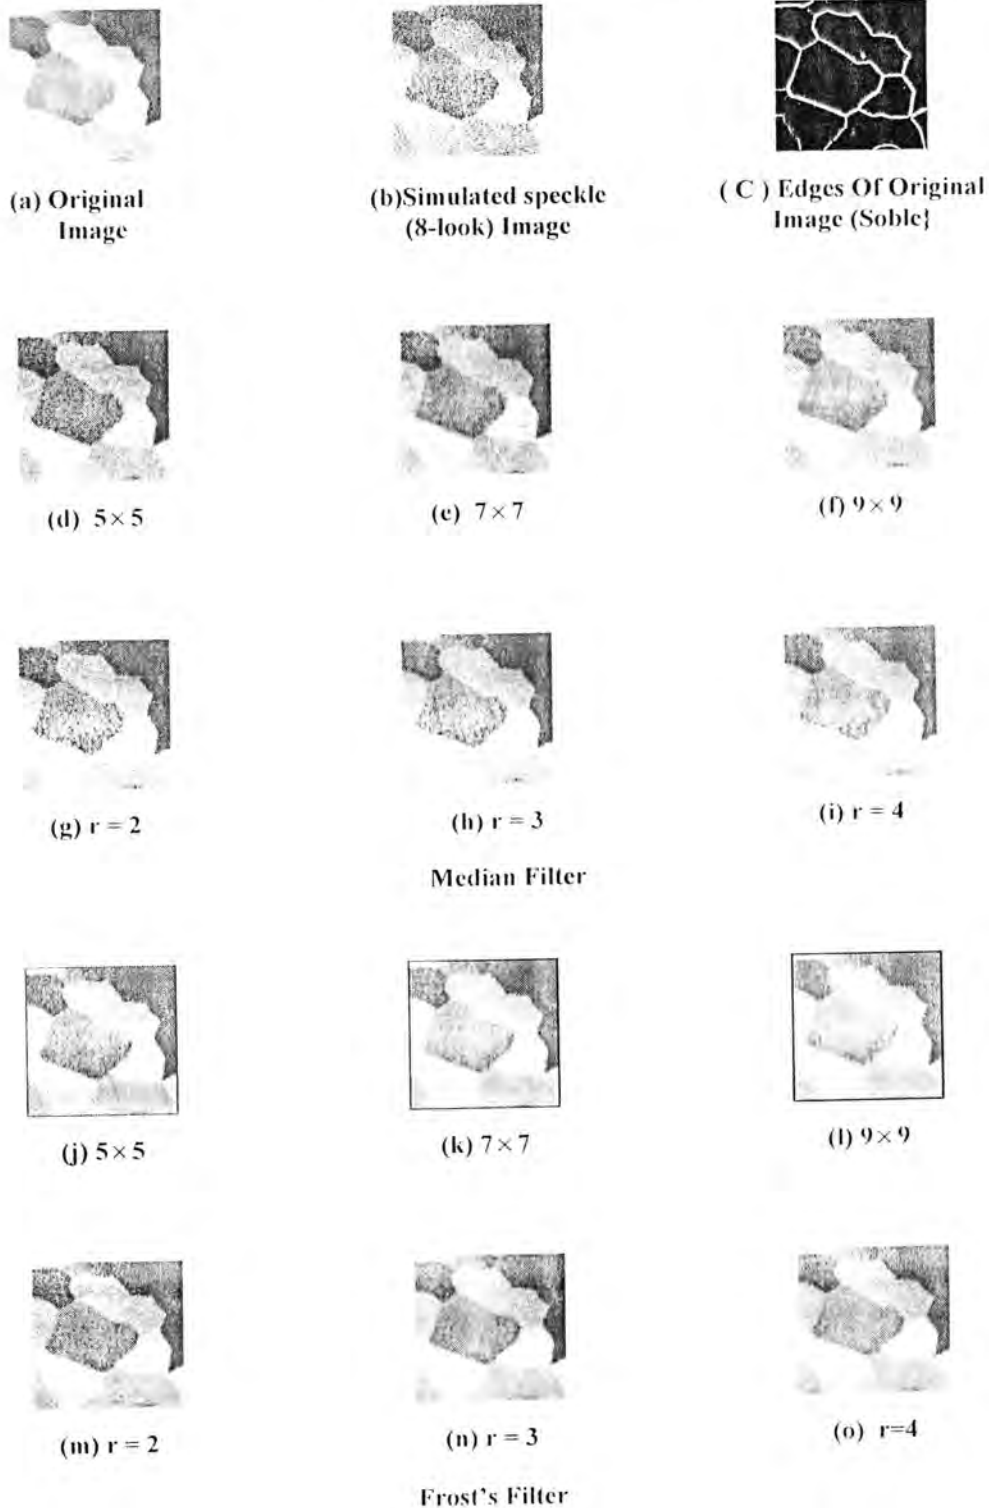 (a) Original
Image
(b)Simulated speckle
(8-look) Image
( C ) Edges Of Original
Image (Soble}
(d) 5×5
(e) 7×7
(f) 9×9
(g) r = 2
(h) r = 3
(i) r = 4
Median Filter
(j) 5×5
(k) 7×7
(l) 9×9
(m) r = 2
(n) r = 3
(o) r=4
Frost's Filter